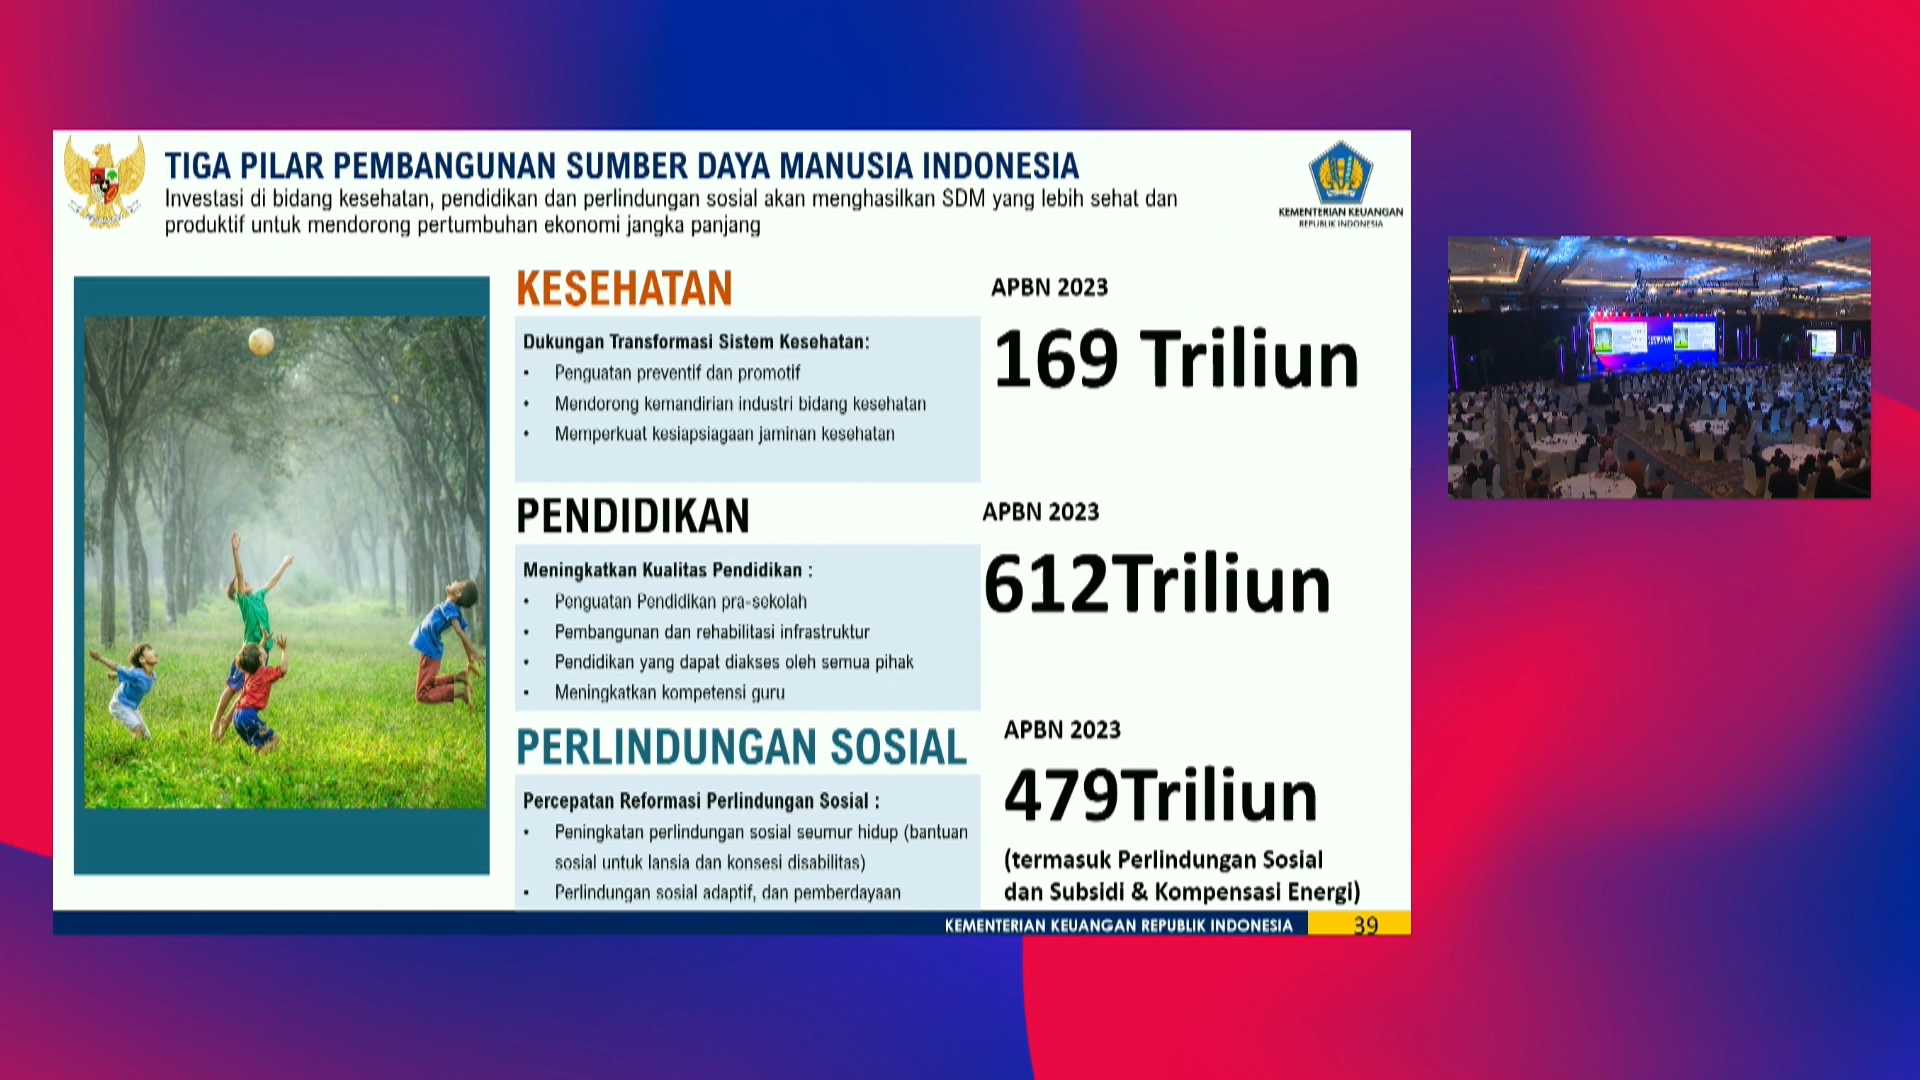 TIGA PILAR PEMBANGUNAN SUMBER DAYA MANUSIA INDONESIA
Investasi di bidang kesehatan, pendidikan dan perlindungan sosial akan menghasilkan SDM yang lebih sehat dan
produktif untuk mendorong pertumbuhan ekonomi jangka panjang
KEMENTERIAN KEUANGAN
REPUBLIK INDONESIA
KESEHATAN
Dukungan Transformasi Sistem Kesehatan:
• Penguatan preventif dan promotif
• Mendorong kemandirian industri bidang kesehatan
• Memperkuat kesiapsiagaan jaminan kesehatan
APBN 2023
169 Triliun
PENDIDIKAN
Meningkatkan Kualitas Pendidikan :
• Penguatan Pendidikan pra-sekolah
• Pembangunan dan rehabilitasi infrastruktur
• Pendidikan yang dapat diakses oleh semua pihak
• Meningkatkan kompetensi guru
APBN 2023
612Triliun
PERLINDUNGAN SOSIAL
Percepatan Reformasi Perlindungan Sosial :
• Peningkatan perlindungan sosial seumur hidup (bantuan
sosial untuk lansia dan konsesi disabilitas)
• Perlindungan sosial adaptif, dan pemberdayaan
APBN 2023
479Triliun
(termasuk Perlindungan Sosial
dan Subsidi & Kompensasi Energi)
KEMENTERIAN KEUANGAN REPUBLIK INDONESIA
39